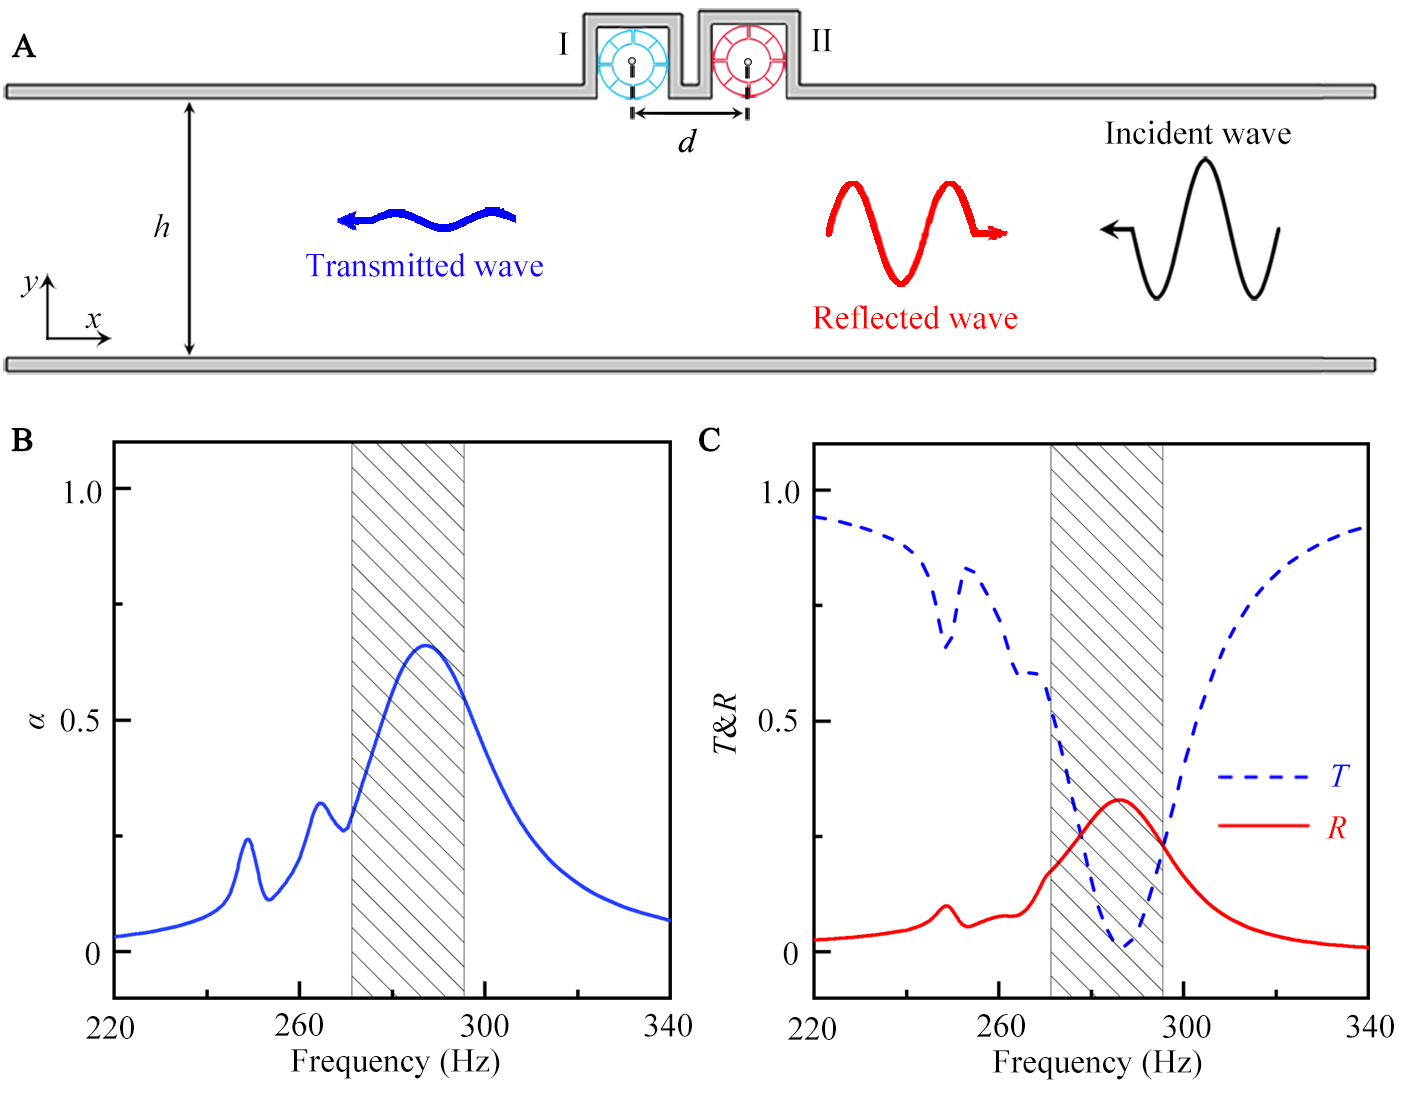 A
I
II
d
h
Incident wave
Transmitted wave
Reflected wave
y
x
B
1.0
0.5
0
α
220
260
300
340
Frequency (Hz)
C
1.0
0.5
0
T&R
T
R
220
260
300
340
Frequency (Hz)